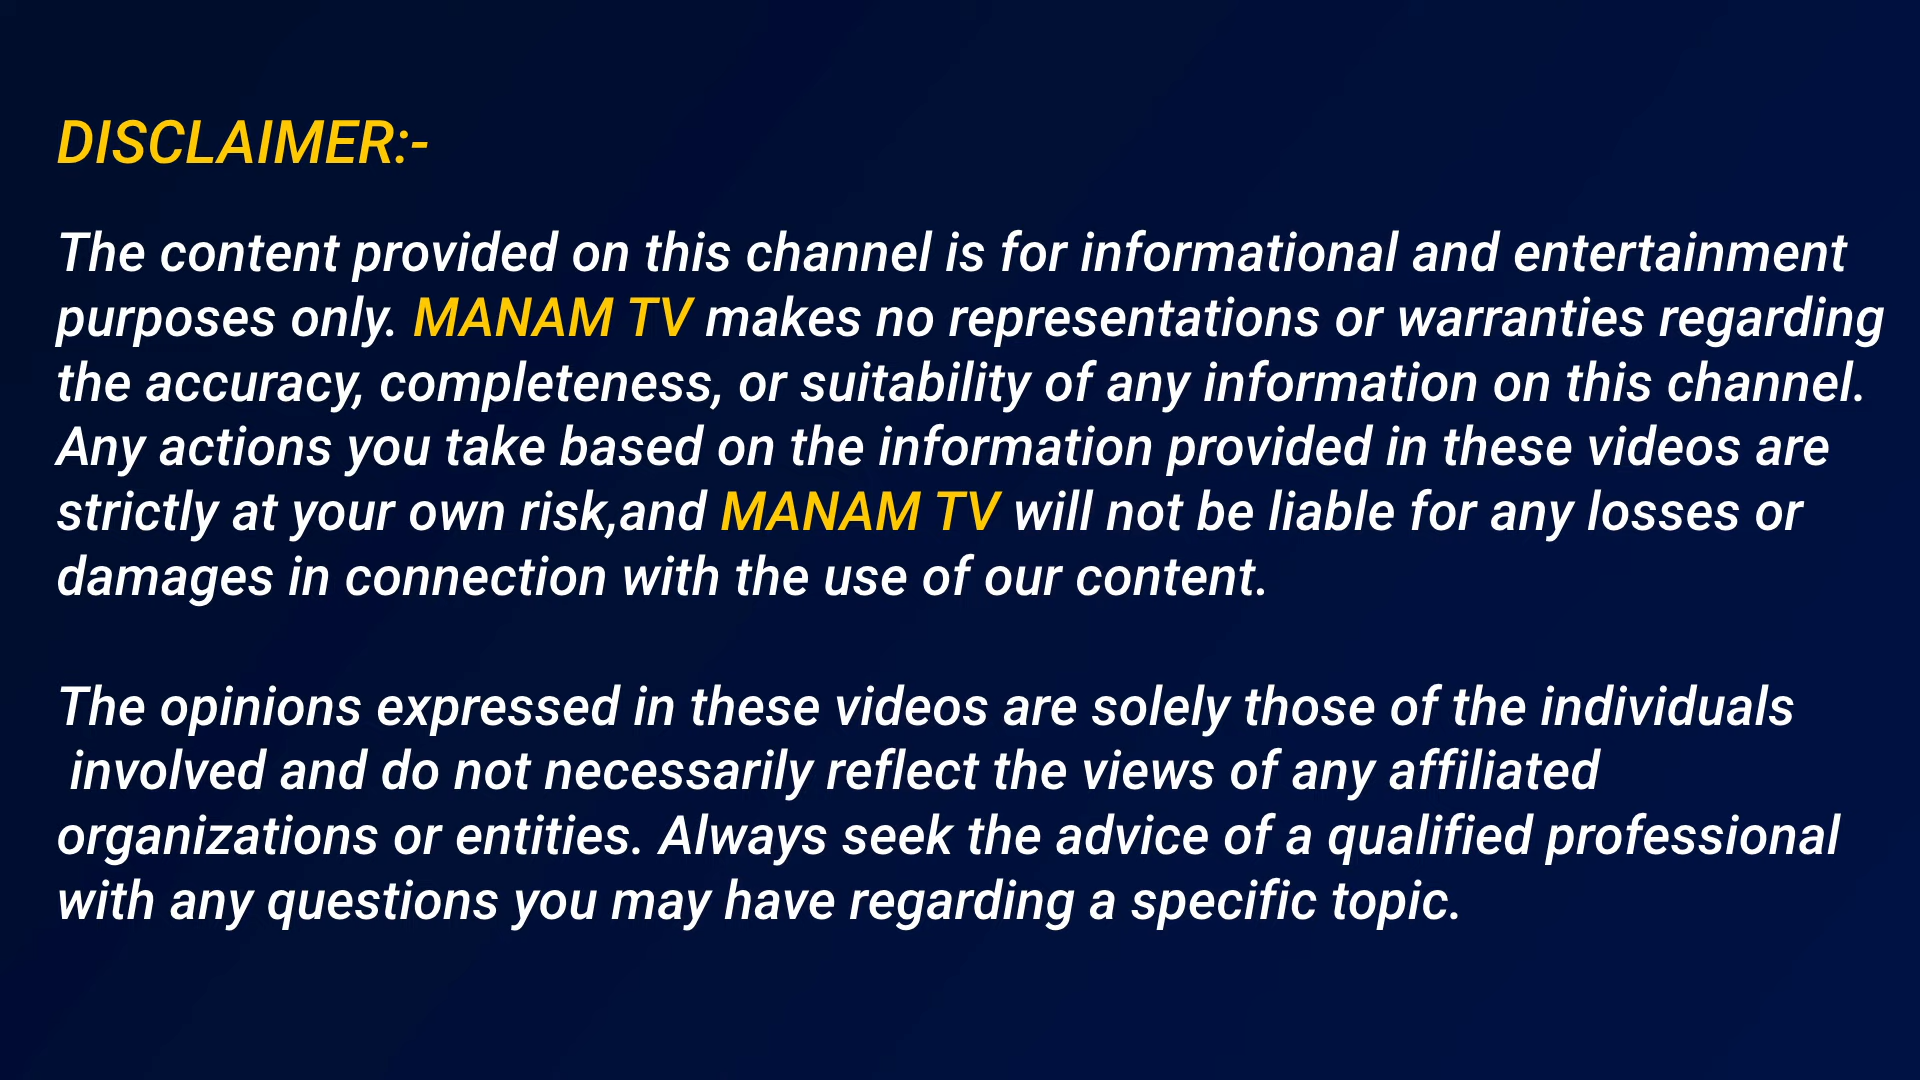 DISCLAIMER:-
The content provided on this channel is for informational and entertainment
purposes only. MANAM TV makes no representations or warranties regarding
the accuracy, completeness, or suitability of any information on this channel.
Any actions you take based on the information provided in these videos are
strictly at your own risk,and MANAM TV will not be liable for any losses or
damages in connection with the use of our content.
The opinions expressed in these videos are solely those of the individuals
involved and do not necessarily reflect the views of any affiliated
organizations or entities. Always seek the advice of a qualified professional
with any questions you may have regarding a specific topic.